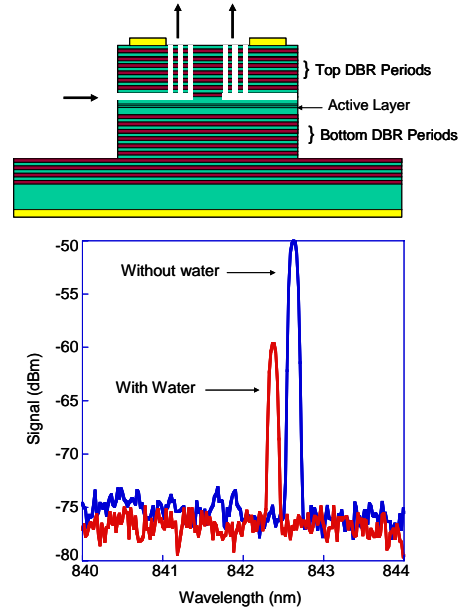 } Top DBR Periods
Active Layer
} Bottom DBR Periods
-50
Without water
-55
-60
With Water
-65
-70
-75
-80
Signal (dBm)
840 841 842 843 844
Wavelength (nm)